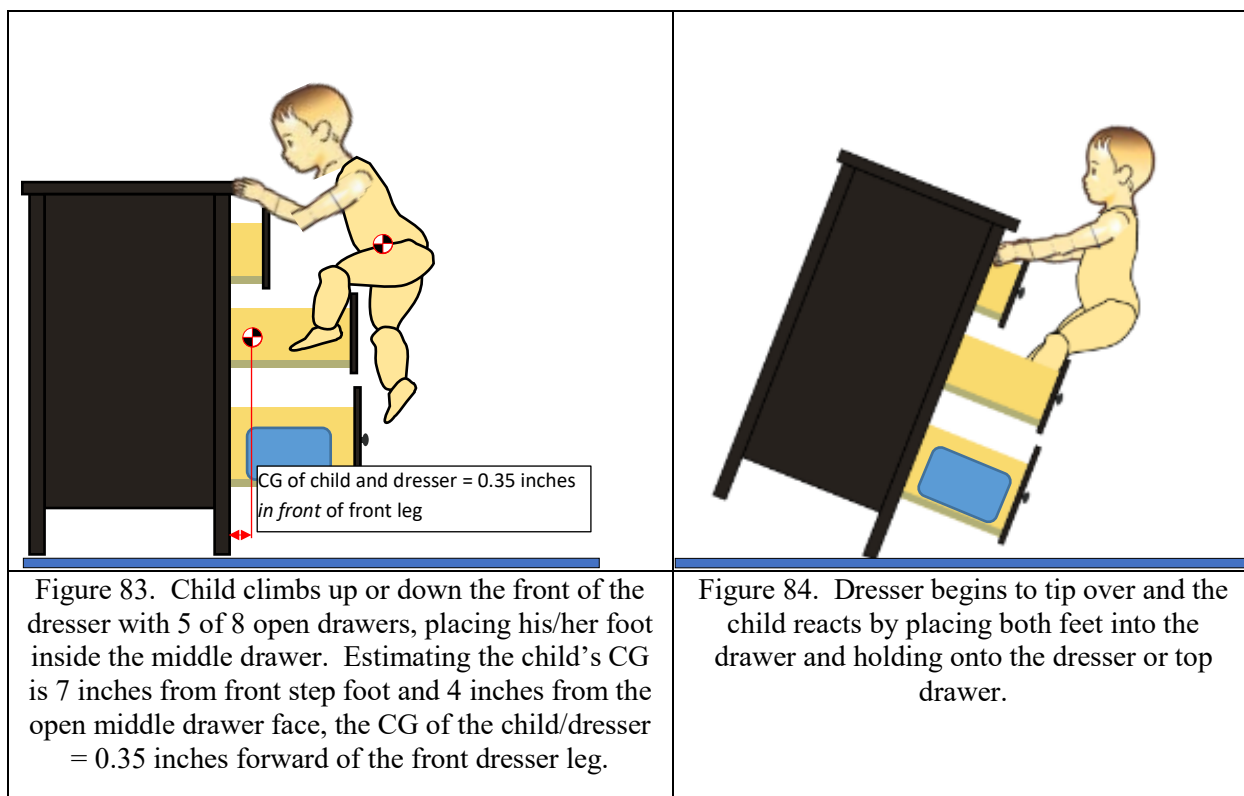 CG of child and dresser = 0.35 inches
in front of front leg
Figure 83. Child climbs up or down the front of the
dresser with 5 of 8 open drawers, placing his/her foot
inside the middle drawer. Estimating the child's CG
is 7 inches from front step foot and 4 inches from the
open middle drawer face, the CG of the child/dresser
= 0.35 inches forward of the front dresser leg.
Figure 84. Dresser begins to tip over and the
child reacts by placing both feet into the
drawer and holding onto the dresser or top
drawer.